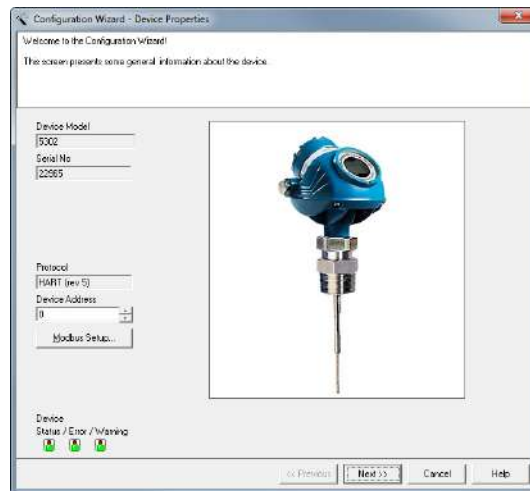 Configuration Wizard - Device Properties
Welcome to the Configuration Wizard!
The screen presents some general information about the device.
Device Model
5302
Serial No
22965
Protocol
HART (rev 5)
Device Address
0
Modbus Setup...
Device
Status / Error / Warning
<< Previous
Next >>
Cancel
Help